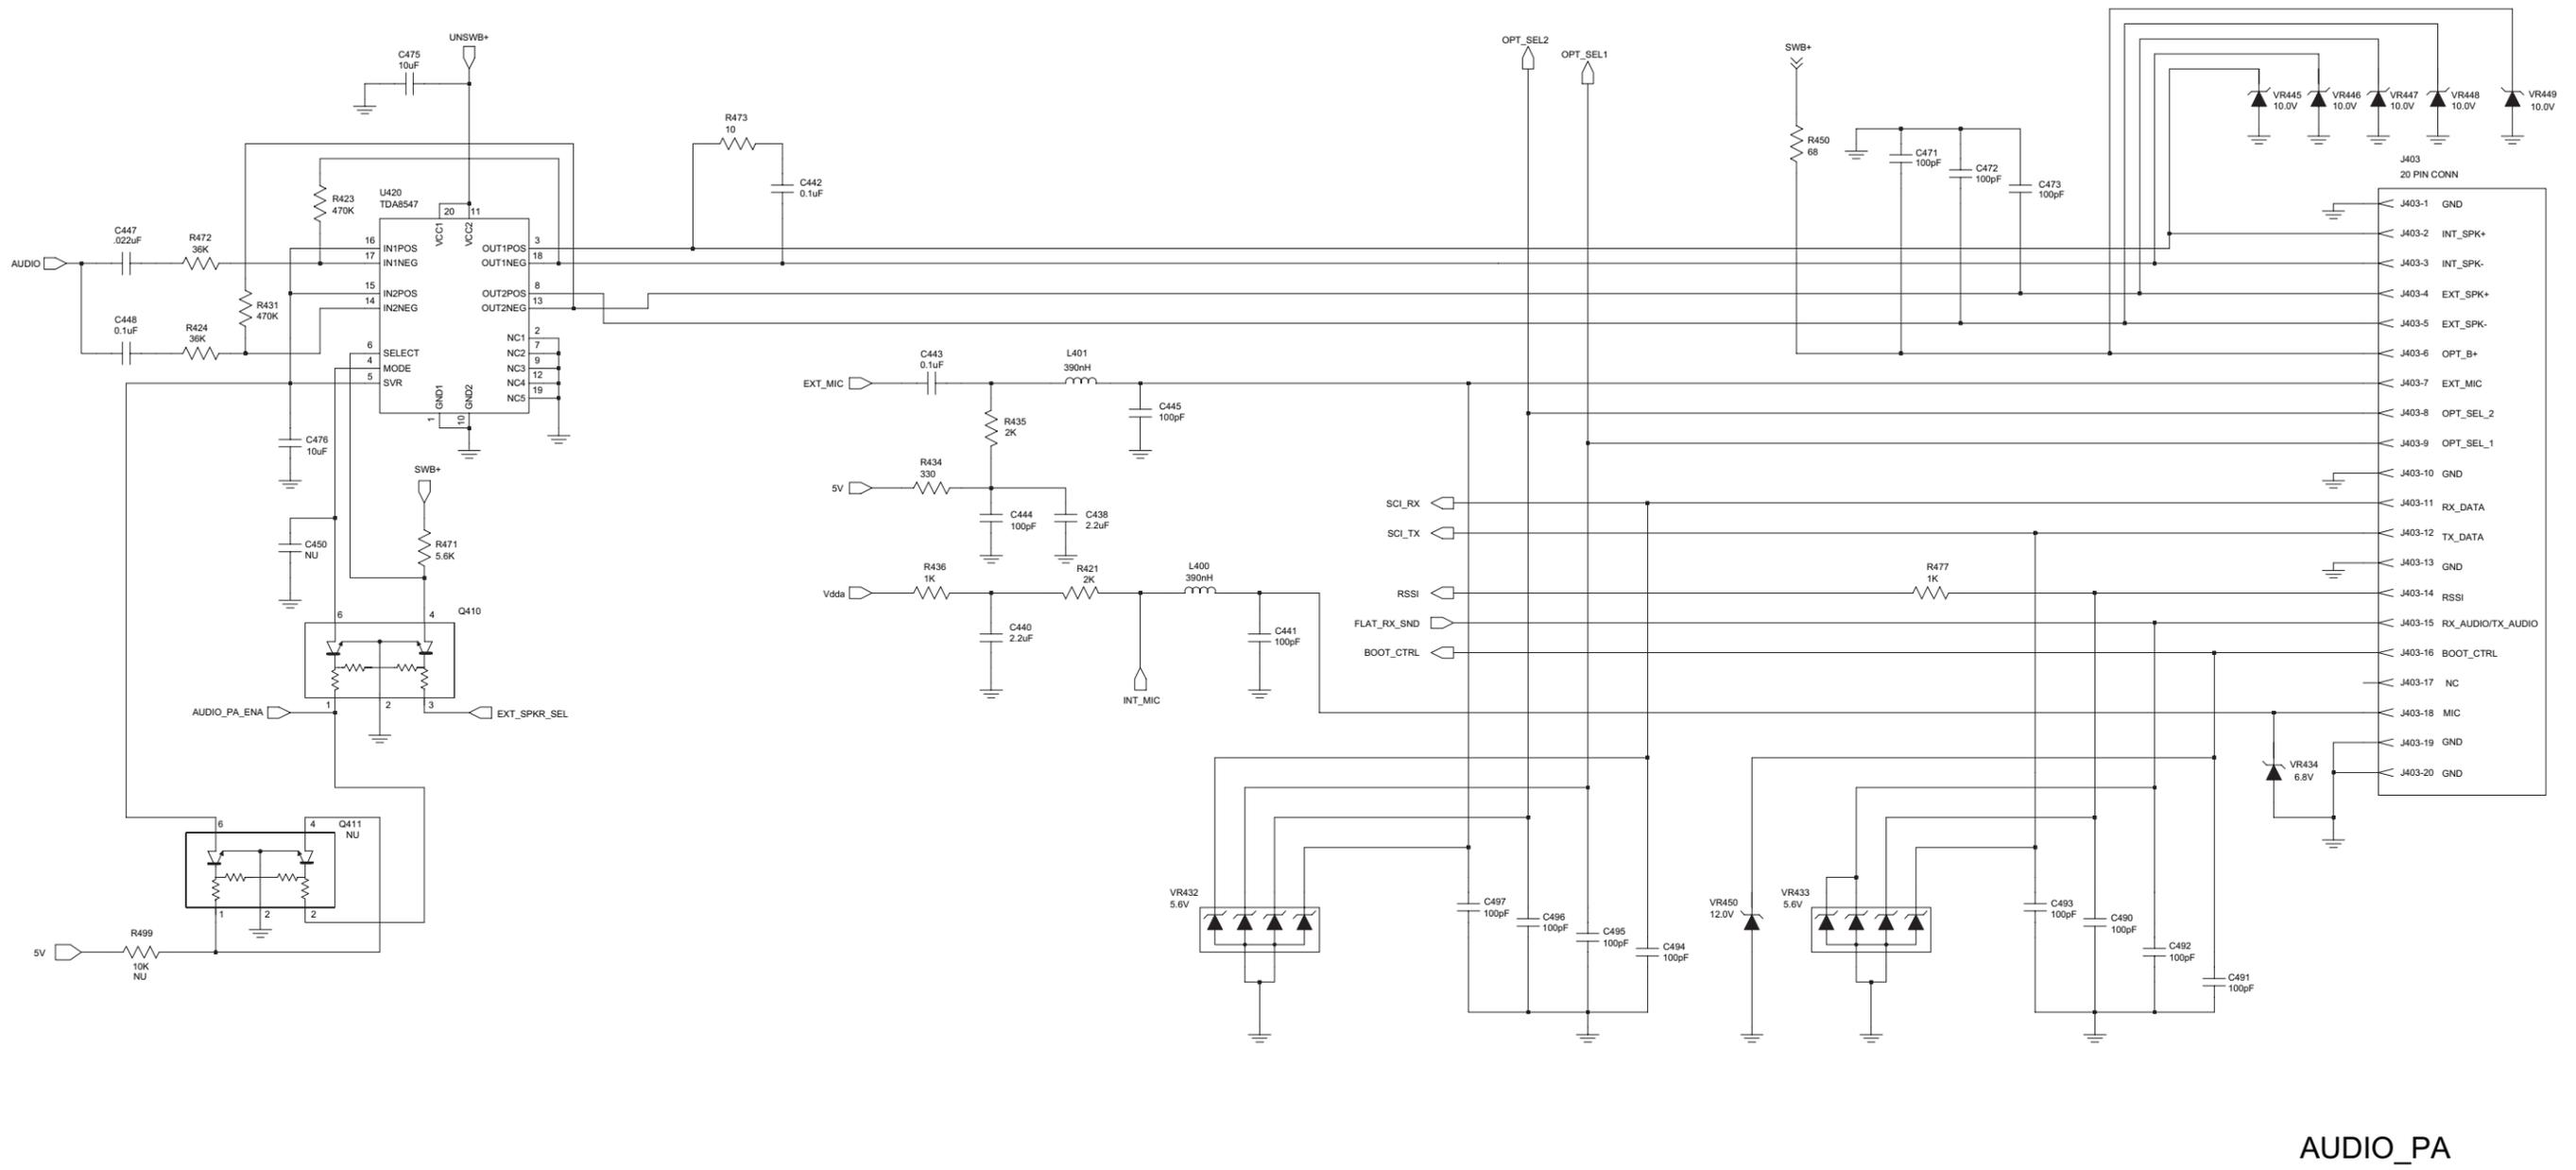 UNSWB+
C475
10uF
OPT_SEL2
OPT_SEL1
SWB+
VR445
10.0V
VR446
10.0V
VR447
10.0V
VR448
10.0V
VR449
10.0V
R473
10
C442
0.1uF
R450
68
C471
100pF
C472
100pF
C473
100pF
J403
20 PIN CONN
R423
470K
U420
TDA8547
20
11
VCC1
VCC2
C447
.022uF
R472
36K
AUDIO
16
IN1POS
17
IN1NEG
15
IN2POS
14
IN2NEG
6
SELECT
4
MODE
5
SVR
OUT1POS
3
OUT1NEG
18
OUT2POS
8
OUT2NEG
13
NC1
2
NC2
7
NC3
9
NC4
12
NC5
19
GND1
GND2
1
10
R431
470K
C448
0.1uF
R424
36K
C476
10uF
SWB+
R471
5.6K
C450
NU
6
4
Q410
1
2
3
AUDIO_PA_ENA
EXT_SPKR_SEL
6
4
Q411
NU
1
2
2
5V
R499
10K
NU
EXT_MIC
C443
0.1uF
L401
390nH
C445
100pF
R435
2K
5V
R434
330
C444
100pF
C438
2.2uF
Vdda
R436
1K
R421
2K
L400
390nH
C440
2.2uF
C441
100pF
INT_MIC
SCI_RX
SCI_TX
RSSI
FLAT_RX_SND
BOOT_CTRL
R477
1K
J403-1 GND
J403-2 INT_SPK+
J403-3 INT_SPK-
J403-4 EXT_SPK+
J403-5 EXT_SPK-
J403-6 OPT_B+
J403-7 EXT_MIC
J403-8 OPT_SEL_2
J403-9 OPT_SEL_1
J403-10 GND
J403-11 RX_DATA
J403-12 TX_DATA
J403-13 GND
J403-14 RSSI
J403-15 RX_AUDIO/TX_AUDIO
J403-16 BOOT_CTRL
J403-17 NC
J403-18 MIC
J403-19 GND
J403-20 GND
VR434
6.8V
VR432
5.6V
C497
100pF
C496
100pF
C495
100pF
C494
100pF
VR450
12.0V
VR433
5.6V
C493
100pF
C490
100pF
C492
100pF
C491
100pF
AUDIO_PA